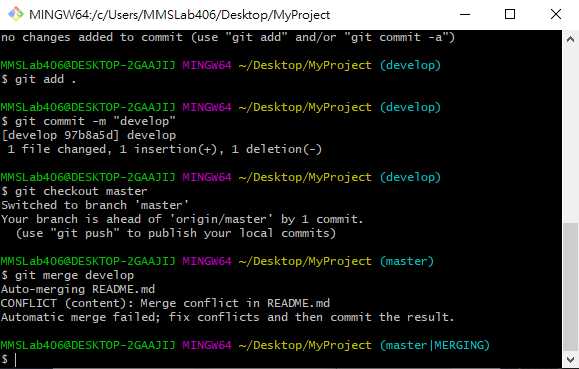 MINGW64:/c/Users/MMSLab406/Desktop/MyProject
no changes added to commit (use "git add" and/or "git commit -a")
MMSLab406@DESKTOP-2GAAJIJ MINGW64 ~/Desktop/MyProject (develop)
$ git add .
MMSLab406@DESKTOP-2GAAJIJ MINGW64 ~/Desktop/MyProject (develop)
$ git commit -m "develop"
[develop 97b8a5d] develop
1 file changed, 1 insertion(+), 1 deletion(-)
MMSLab406@DESKTOP-2GAAJIJ MINGW64 ~/Desktop/MyProject (develop)
$ git checkout master
Switched to branch 'master'
Your branch is ahead of 'origin/master' by 1 commit.
(use "git push" to publish your local commits)
MMSLab406@DESKTOP-2GAAJIJ MINGW64 ~/Desktop/MyProject (master)
$ git merge develop
Auto-merging README.md
CONFLICT (content): Merge conflict in README.md
Automatic merge failed; fix conflicts and then commit the result.
MMSLab406@DESKTOP-2GAAJIJ MINGW64 ~/Desktop/MyProject (master|MERGING)
$